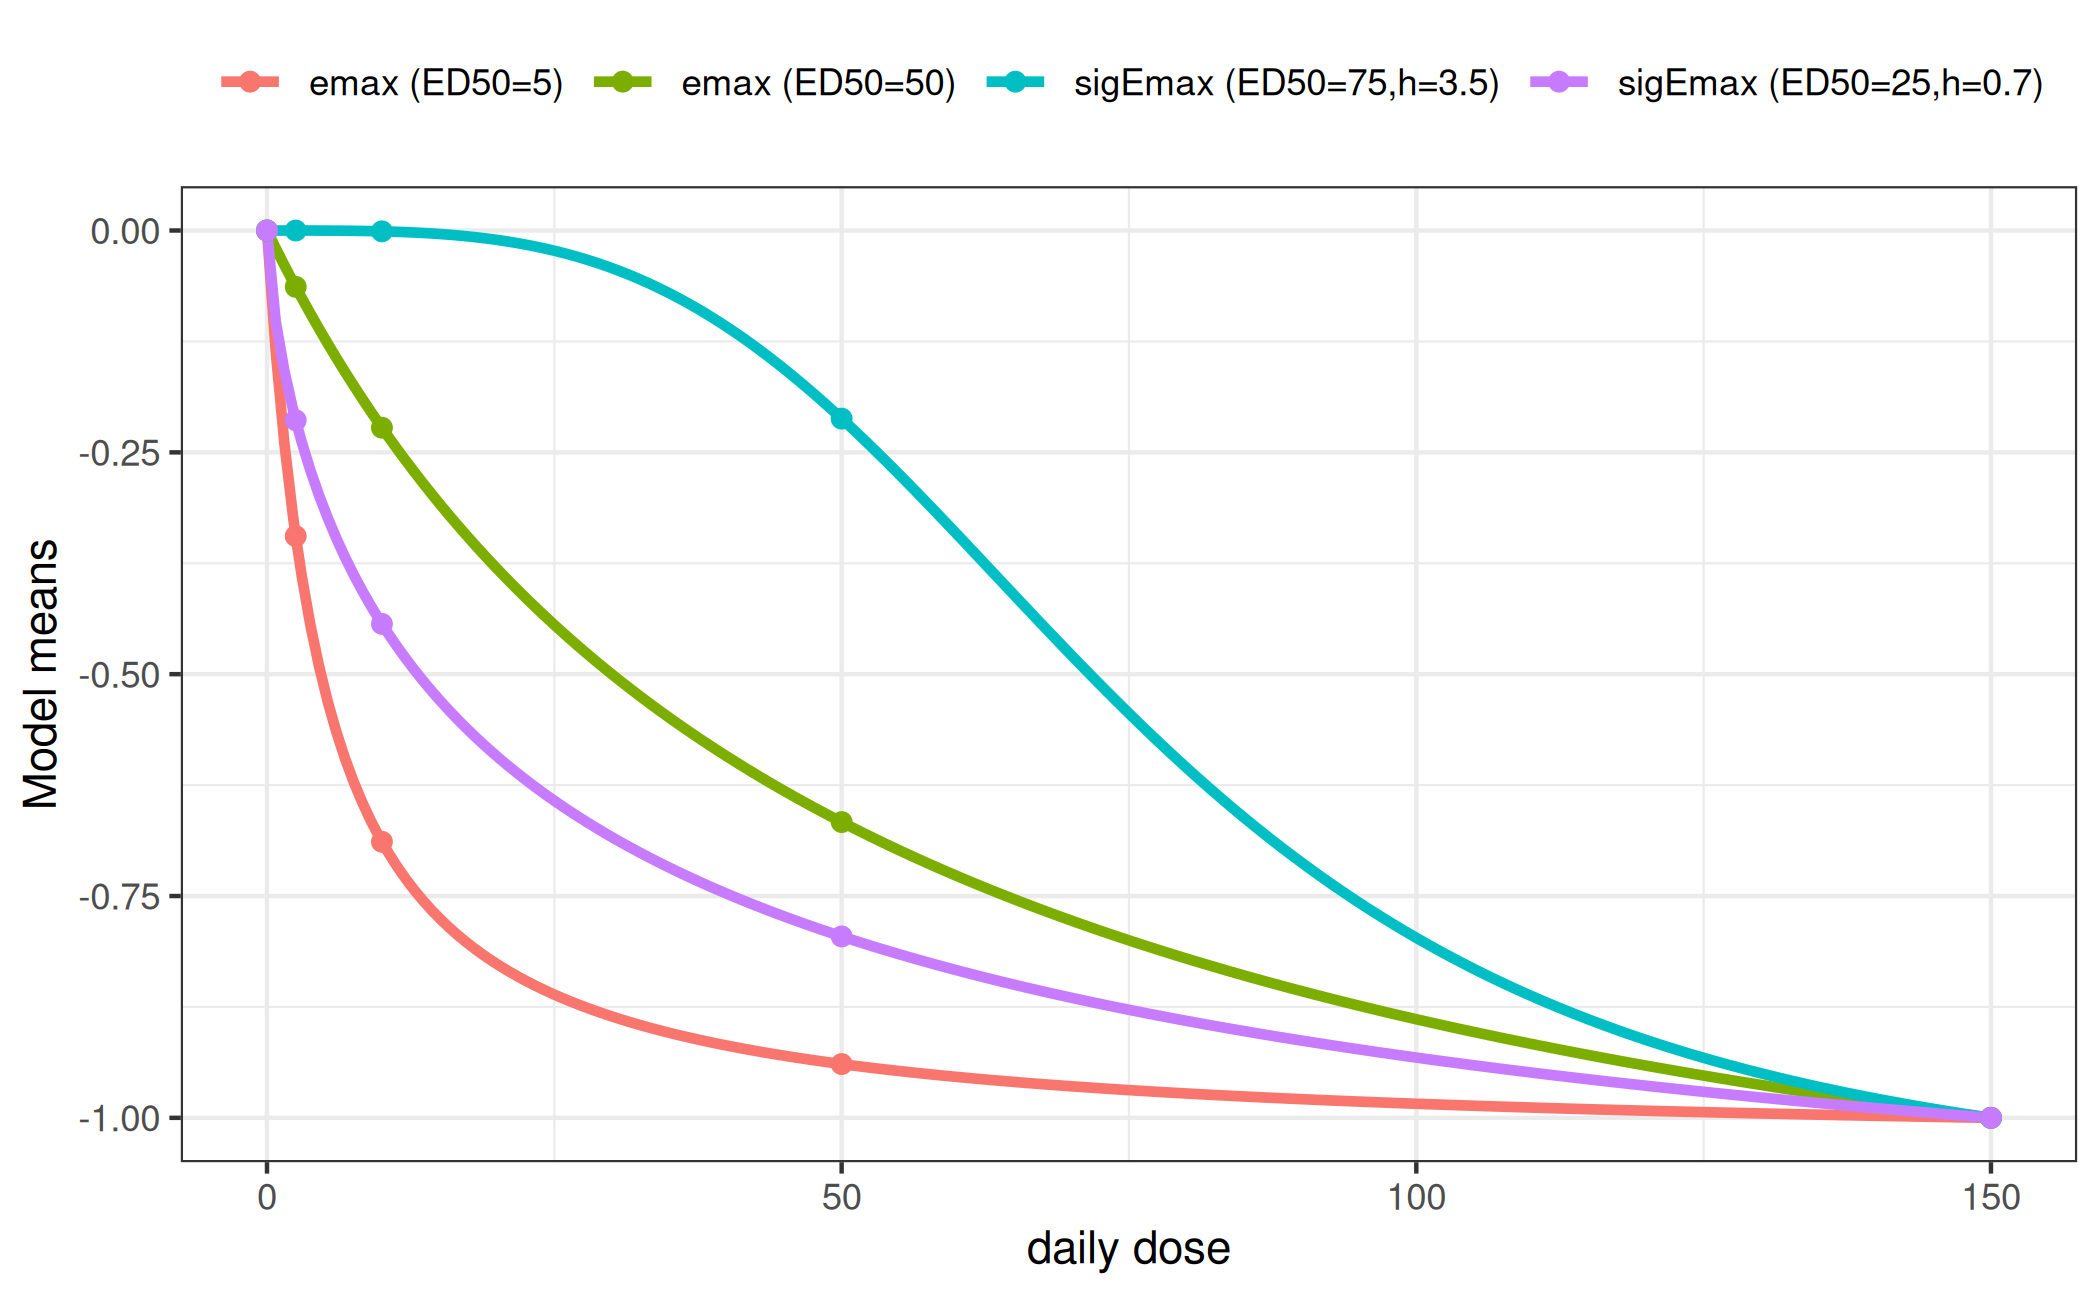 emax (ED50=5) emax (ED50=50) sigEmax (ED50=75,h=3.5) sigEmax (ED50=25,h=0.7)
0.00
-0.25
-0.50
-0.75
-1.00
Model means
0 50 100 150
daily dose